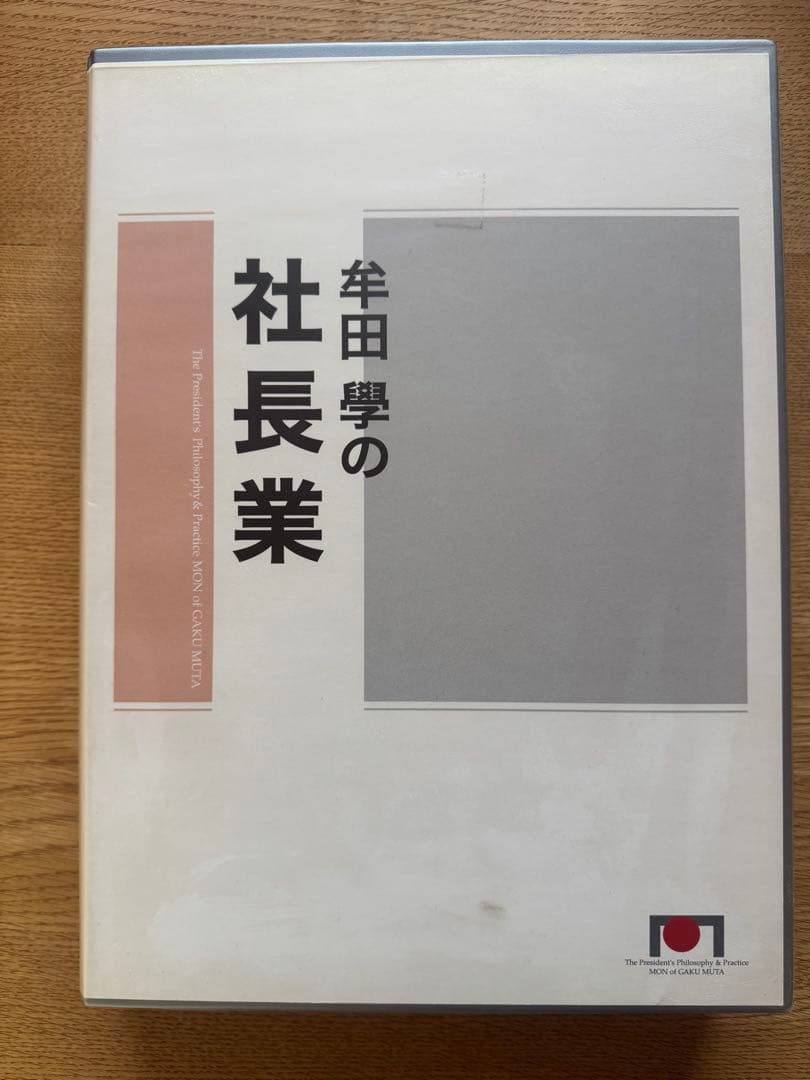 牟田 學の
社長業
The President's Philosophy & Practice MON of GAKU MUTA
The President's Philosophy & Practice
MON of GAKU MUTA